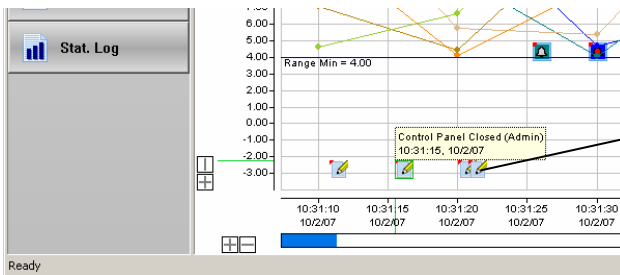 7.00
6.00
5.00
4.00
Range Min = 4.00
3.00
2.00
1.00
0.00
-1.00
-2.00
-3.00
Stat. Log
Control Panel Closed (Admin)
10:31:15, 10/2/07
10:31:10 10:31:15 10:31:20 10:31:25 10:31:30
10/2/07 10/2/07 10/2/07 10/2/07 10/2/07
Ready